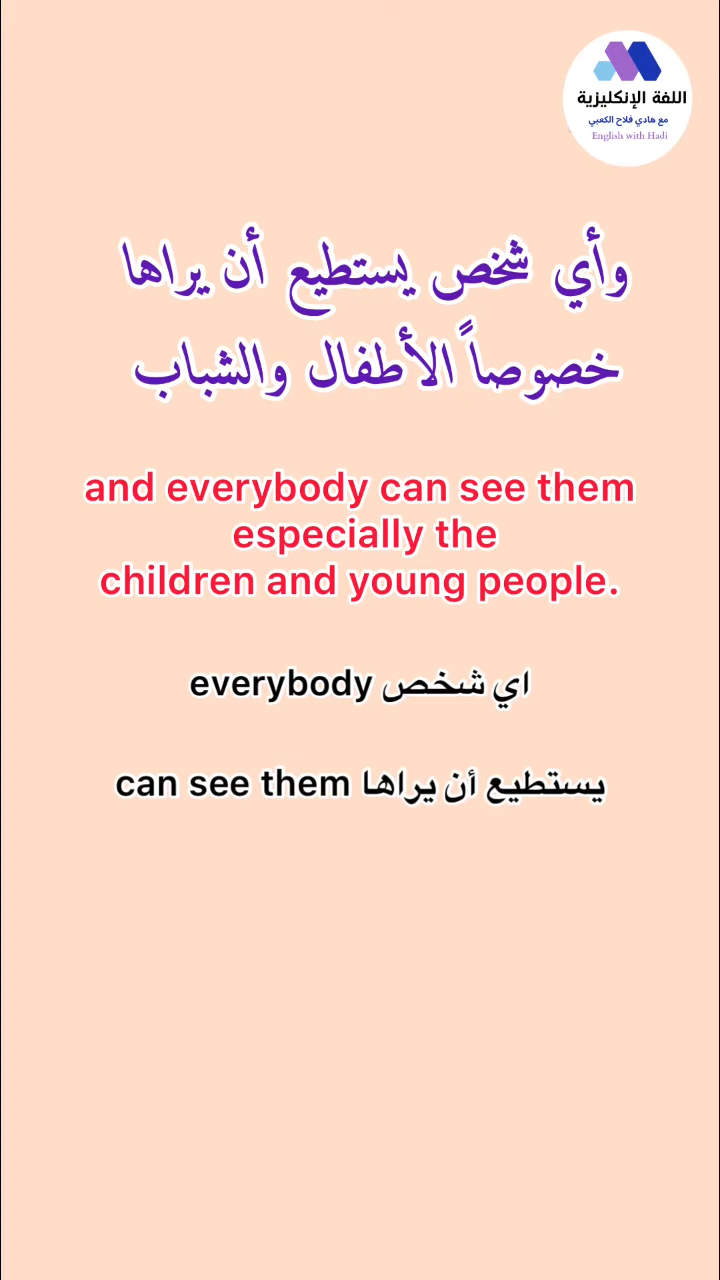 اللغة الإنكليزية
مع هادي فلاح الكعبي
English with Hadi
وأي شخص يستطيع أن يراها
خصوصاً الأطفال والشباب
and everybody can see them
especially the
children and young people.
اي شخص everybody
يستطيع أن يراها can see them